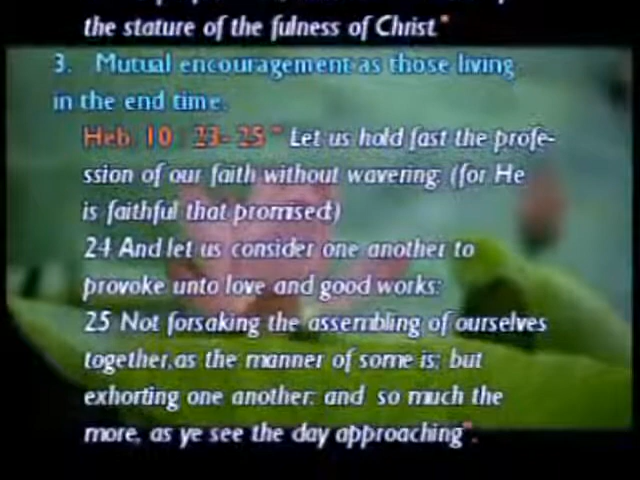 the stature of the fulness of Christ."
3. Mutual encouragement as those living
in the end time.
Heb. 10 : 23- 25 " Let us hold fast the profe-
ssion of our faith without wavering; (for He
is faithful that promised;)
24 And let us consider one another to
provoke unto love and good works:
25 Not forsaking the assembling of ourselves
together,as the manner of some is; but
exhorting one another: and so much the
more, as ye see the day approaching".